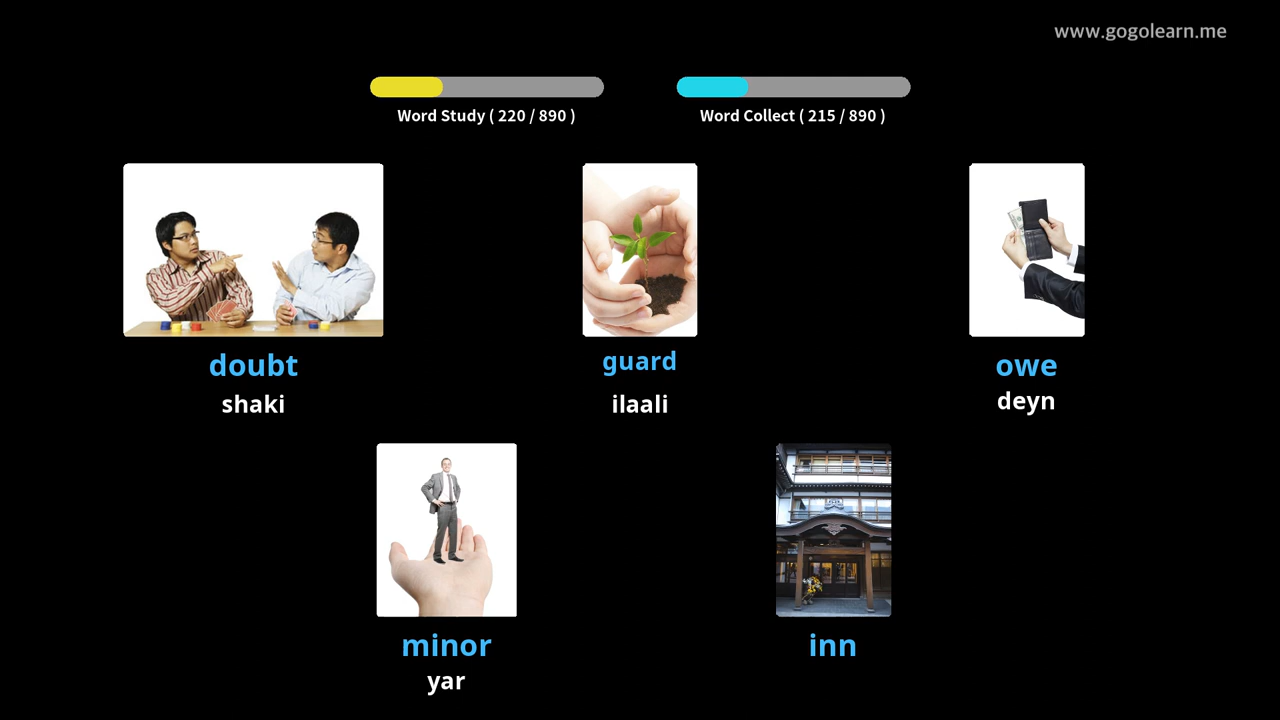 www.gogolearn.me
Word Study ( 220 / 890 )
Word Collect ( 215 / 890 )
doubt
shaki
guard
ilaali
owe
deyn
minor
yar
inn